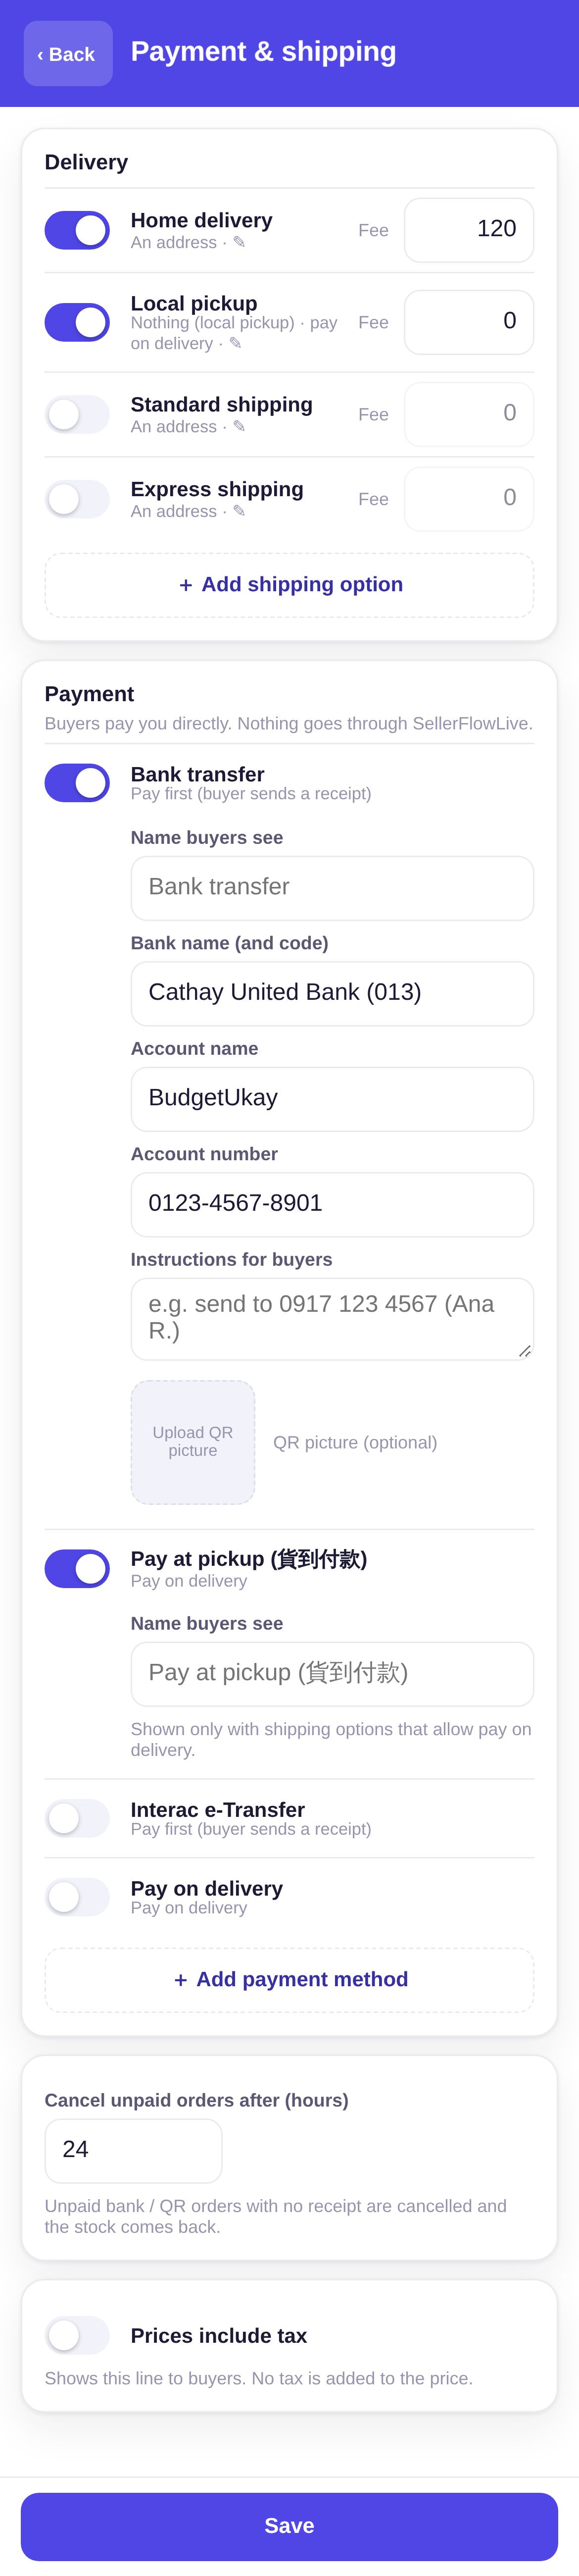 ‹ Back
Payment & shipping
Delivery
Home delivery
An address · ✎
Fee
120
Local pickup
Nothing (local pickup) · pay
on delivery · ✎
Fee
0
Standard shipping
An address · ✎
Fee
0
Express shipping
An address · ✎
Fee
0
+ Add shipping option
Payment
Buyers pay you directly. Nothing goes through SellerFlowLive.
Bank transfer
Pay first (buyer sends a receipt)
Name buyers see
Bank transfer
Bank name (and code)
Cathay United Bank (013)
Account name
BudgetUkay
Account number
0123-4567-8901
Instructions for buyers
e.g. send to 0917 123 4567 (Ana
R.)
Upload QR
picture
QR picture (optional)
Pay at pickup (貨到付款)
Pay on delivery
Name buyers see
Pay at pickup (貨到付款)
Shown only with shipping options that allow pay on
delivery.
Interac e-Transfer
Pay first (buyer sends a receipt)
Pay on delivery
Pay on delivery
+ Add payment method
Cancel unpaid orders after (hours)
24
Unpaid bank / QR orders with no receipt are cancelled and
the stock comes back.
Prices include tax
Shows this line to buyers. No tax is added to the price.
Save